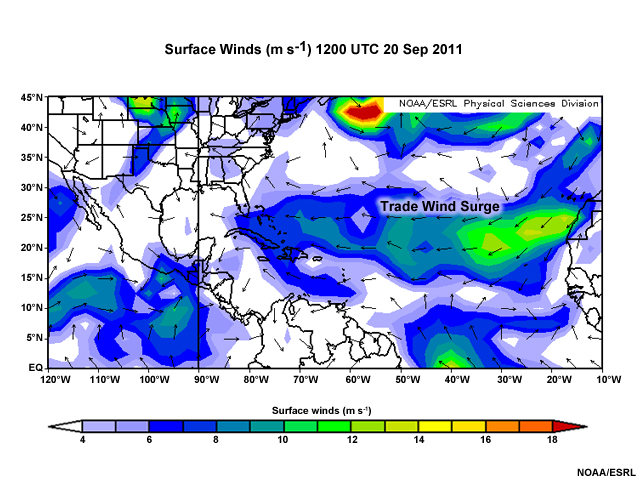 Surface Winds (m s-1) 1200 UTC 20 Sep 2011
NOAA/ESRL Physical Sciences Division
45°N
40°N
35°N
30°N
25°N
20°N
15°N
10°N
5°N
EQ
Trade Wind Surge
120°W 110°W 100°W 90°W 80°W 70°W 60°W 50°W 40°W 30°W 20°W 10°W
Surface winds (m s-1)
4 6 8 10 12 14 16 18
NOAA/ESRL